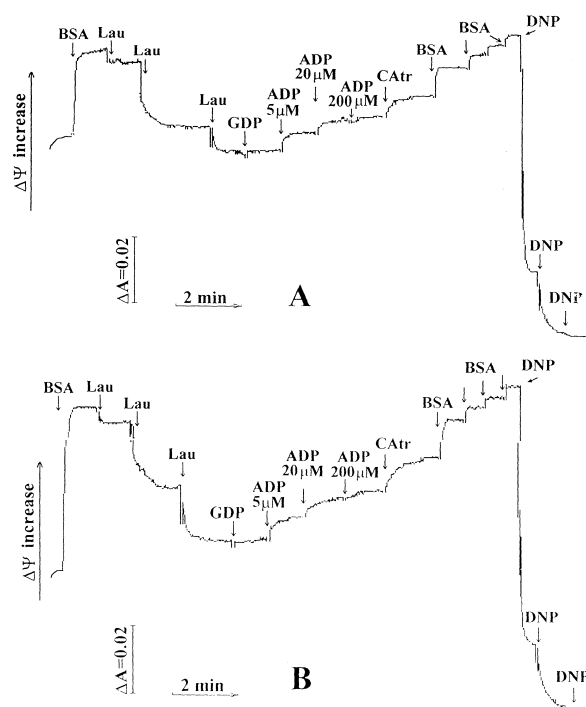 BSA
Lau
Lau
Lau
GDP
ADP
5μM
ADP
20μM
ADP
200μM
CAtr
BSA
BSA
DNP
ΔΨ increase
ΔA=0.02
2 min
A
DNP
DNP
BSA
Lau
Lau
Lau
GDP
ADP
5μM
ADP
20μM
ADP
200μM
CAtr
BSA
BSA
DNP
ΔΨ increase
ΔA=0.02
2 min
B
DNP
DNP